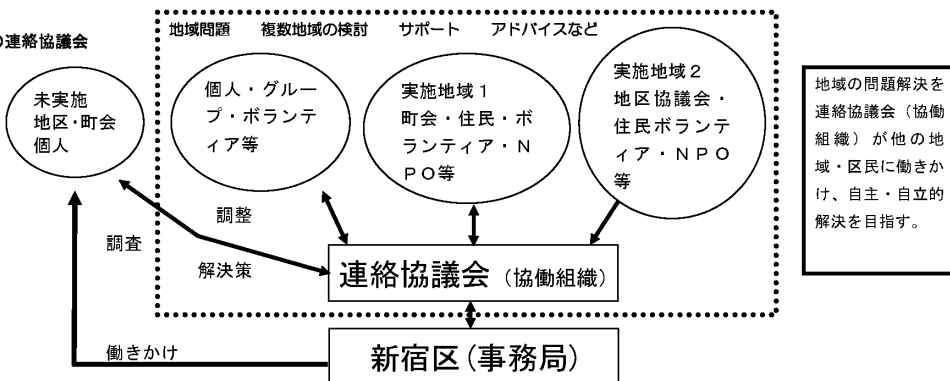 の連絡協議会
地域問題　複数地域の検討　サポート　アドバイスなど
未実施
地区・町会
個人
個人・グルー
プ・ボランテ
ィア等
実施地域１
町会・住民・ボ
ランティア・Ｎ
ＰＯ等
実施地域２
地区協議会・
住民ボランテ
ィア・ＮＰＯ
等
地域の問題解決を
連絡協議会（協働
組織）が他の地
域・区民に働きか
け、自主・自立的
解決を目指す。
調整
調査
解決策
連絡協議会（協働組織）
働きかけ
新宿区（事務局）